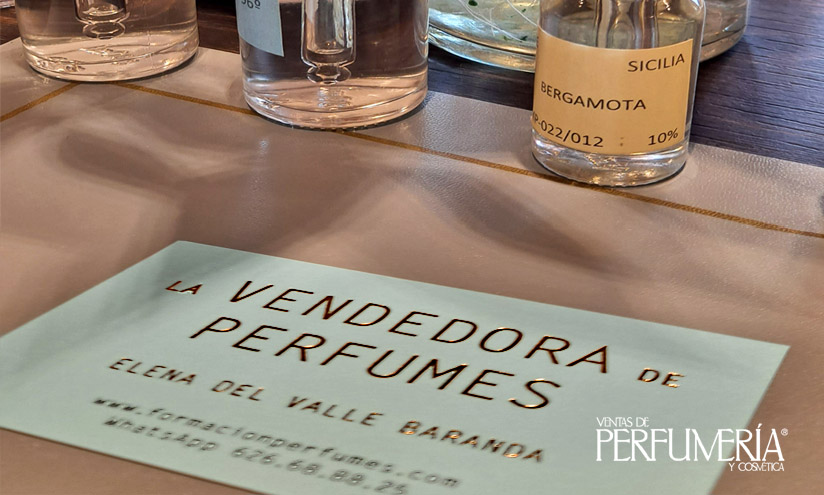 SICILIA
BERGAMOTA
P-022/012 10%
LA VENDEDORA DE
PERFUMES
ELENA DEL VALLE BARANDA
www.formacionperfumes.com
WhatsApp 626.68.88.25
VENTAS DE
PERFUMERÍA®
Y COSMÉTICA